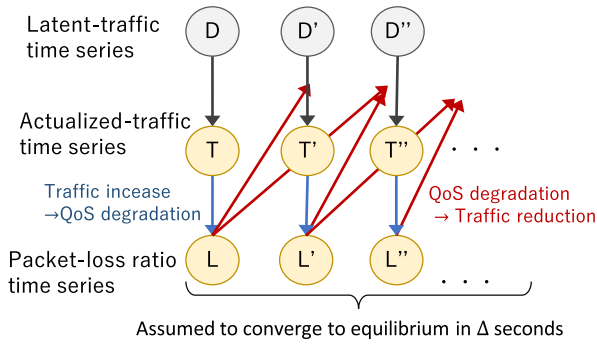 Latent-traffic
time series
D D' D''
Actualized-traffic
time series
T T' T'' . . .
Traffic incease
→QoS degradation
QoS degradation
→ Traffic reduction
Packet-loss ratio
time series
L L' L'' . . .
Assumed to converge to equilibrium in Δ seconds